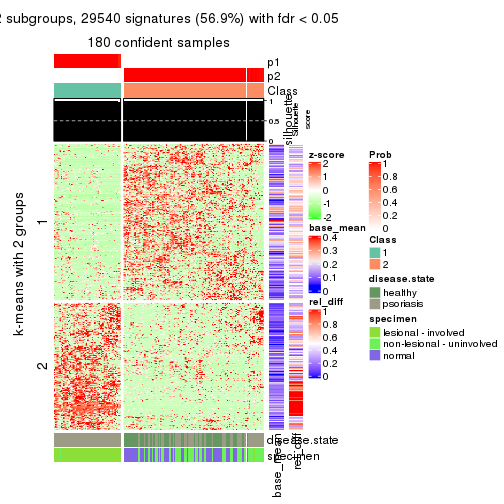 2 subgroups, 29540 signatures (56.9%) with fdr < 0.05
180 confident samples
p1
p2
Class
1
0.5
0
silhouette
Silhouette
score
k-means with 2 groups
1
2
disease.state
specimen
base_mean
rel_diff
z-score
2
1
0
-1
-2
base_mean
0.4
0.3
0.2
0.1
0
rel_diff
1
0.8
0.6
0.4
0.2
0
Prob
1
0.8
0.6
0.4
0.2
0
Class
1
2
disease.state
healthy
psoriasis
specimen
lesional - involved
non-lesional - uninvolved
normal